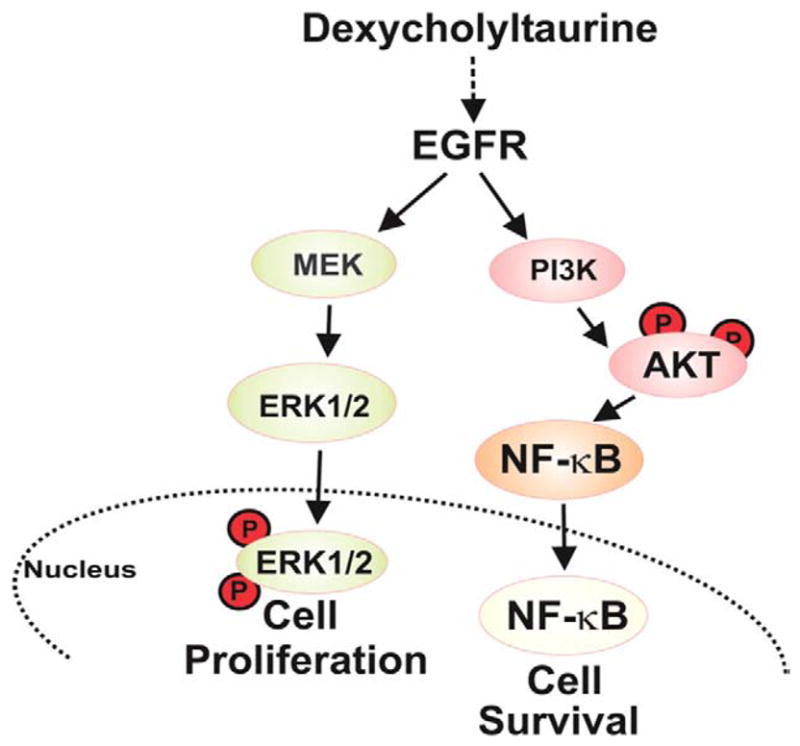 Dexycholyltaurine
EGFR
MEK
PI3K
P
P
AKT
ERK1/2
NF-κB
P
ERK1/2
P
Nucleus
Cell
Proliferation
NF-κB
Cell
Survival